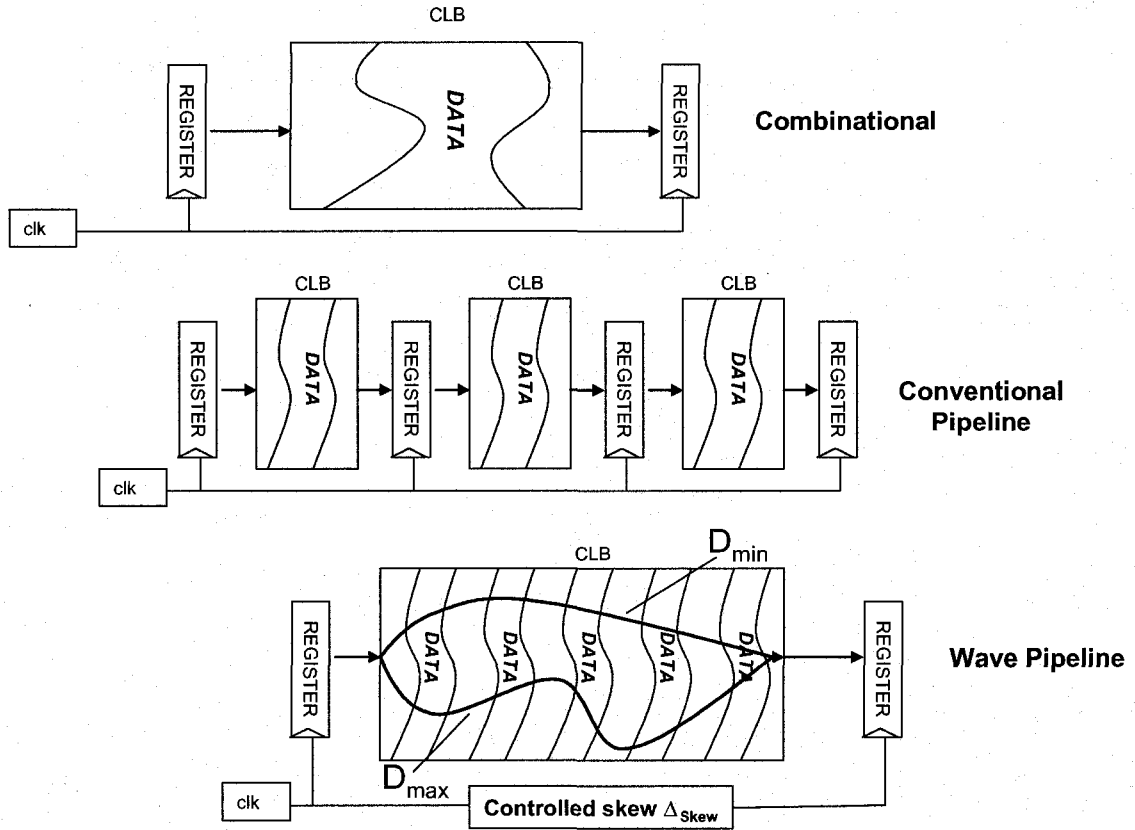 CLB
REGISTER
DATA
REGISTER
Combinational
clk
CLB
CLB
CLB
REGISTER
DATA
REGISTER
DATA
REGISTER
DATA
REGISTER
Conventional
Pipeline
clk
CLB
Dmin
REGISTER
DATA
DATA
DATA
DATA
DATA
REGISTER
Wave Pipeline
Dmax
clk
Controlled skew ΔSkew